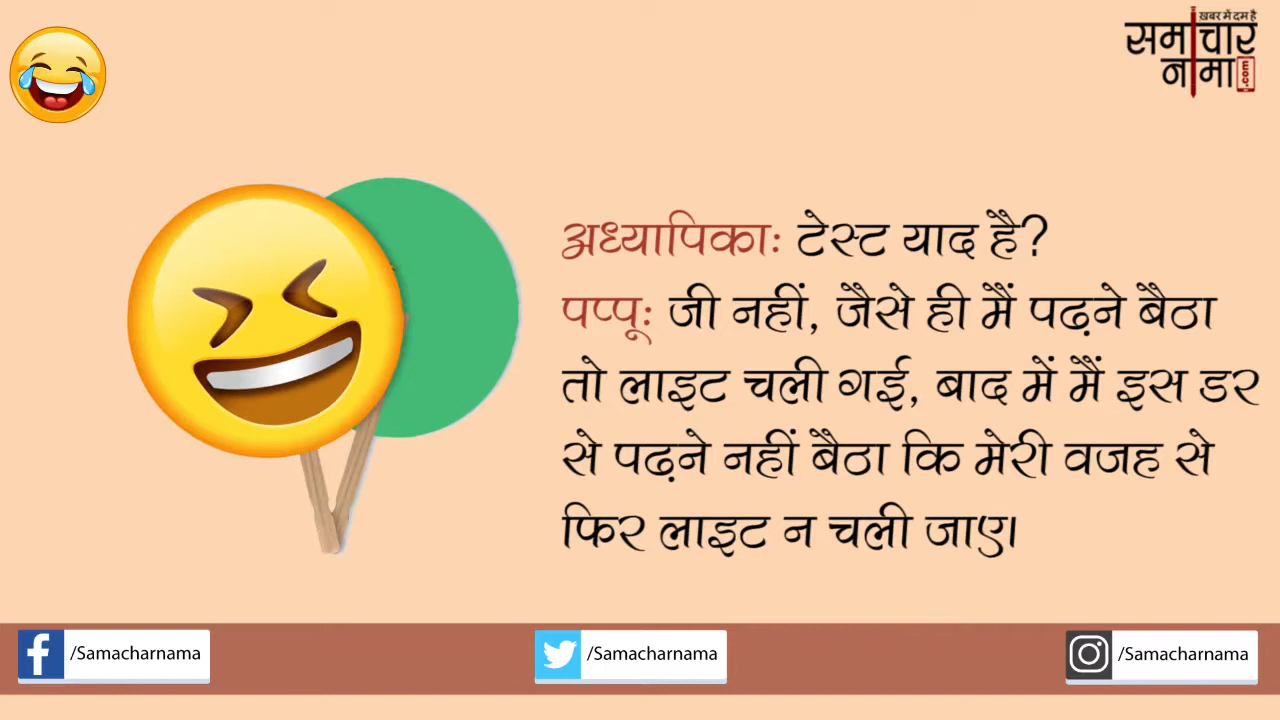 ख़बर में दम है
समाचार
नामा.com
अध्यापिका: टेस्ट याद है?
पप्पू: जी नहीं, जैसे ही मैं पढ़ने बैठा
तो लाइट चली गई, बाद में मैं इस डर
से पढ़ने नहीं बैठा कि मेरी वजह से
फिर लाइट न चली जाए।
/Samacharnama
/Samacharnama
/Samacharnama